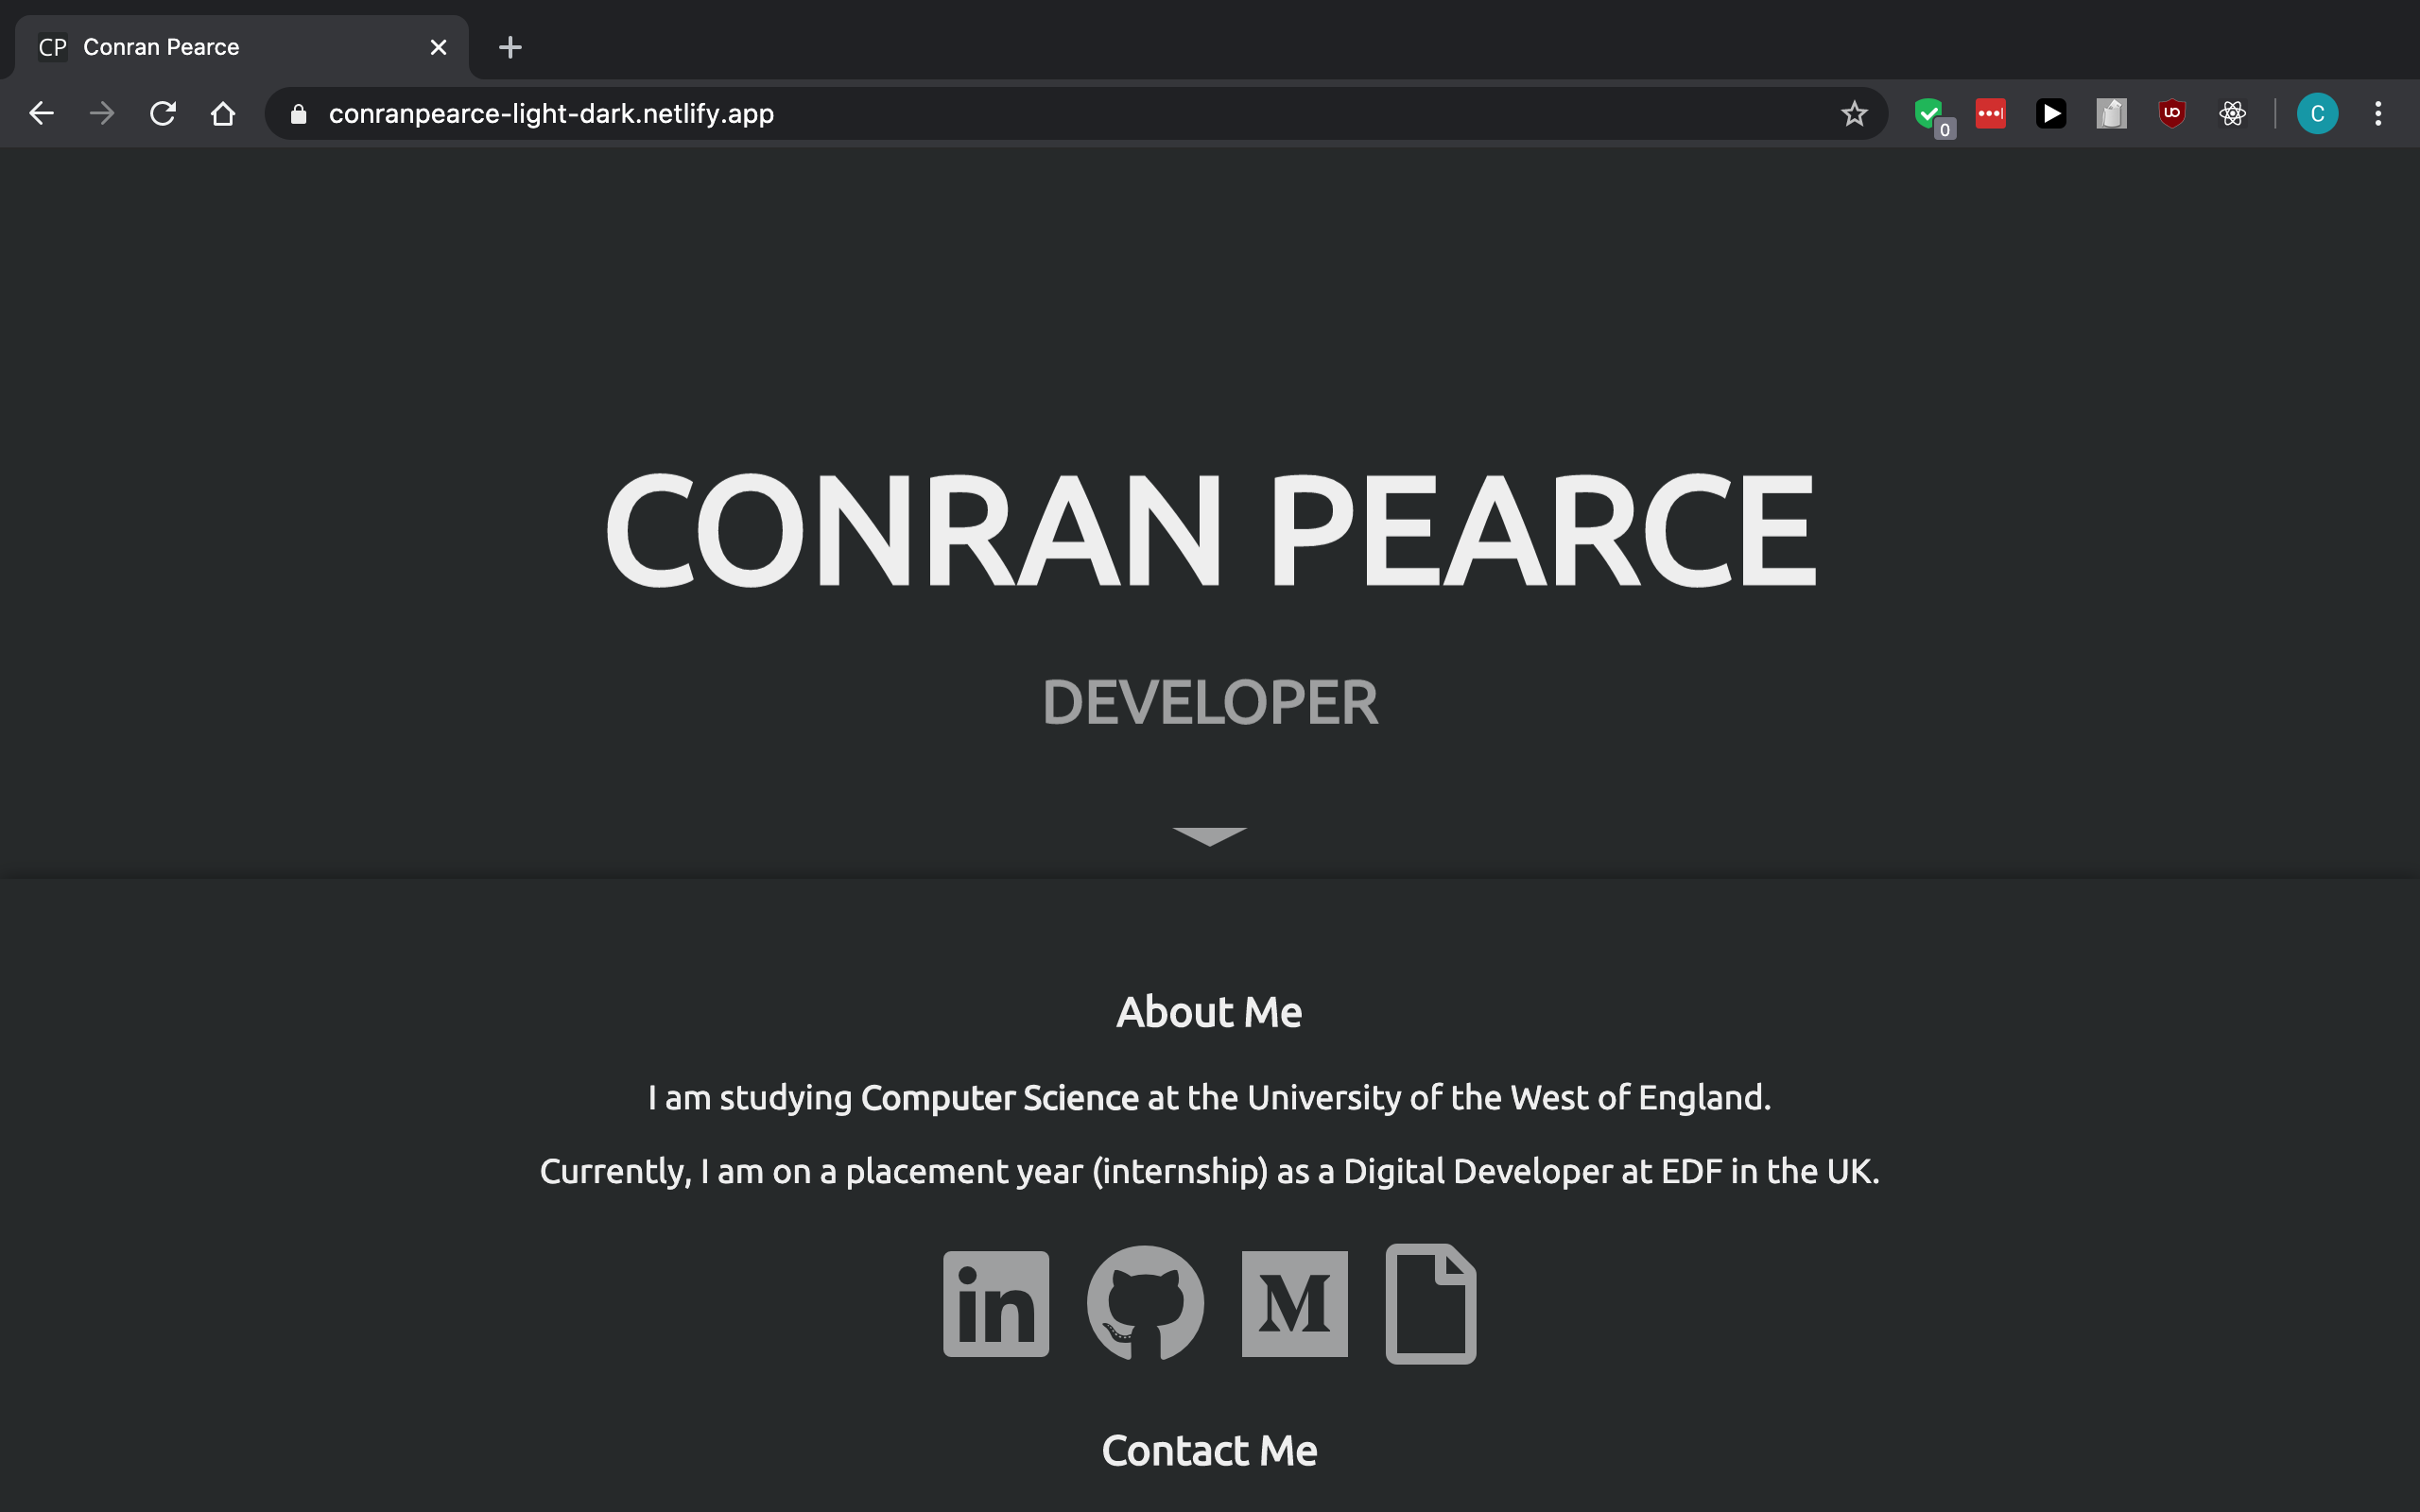 CP Conran Pearce
conranpearce-light-dark.netlify.app
0
C
CONRAN PEARCE
DEVELOPER
About Me
I am studying Computer Science at the University of the West of England.
Currently, I am on a placement year (internship) as a Digital Developer at EDF in the UK.
in M
Contact Me